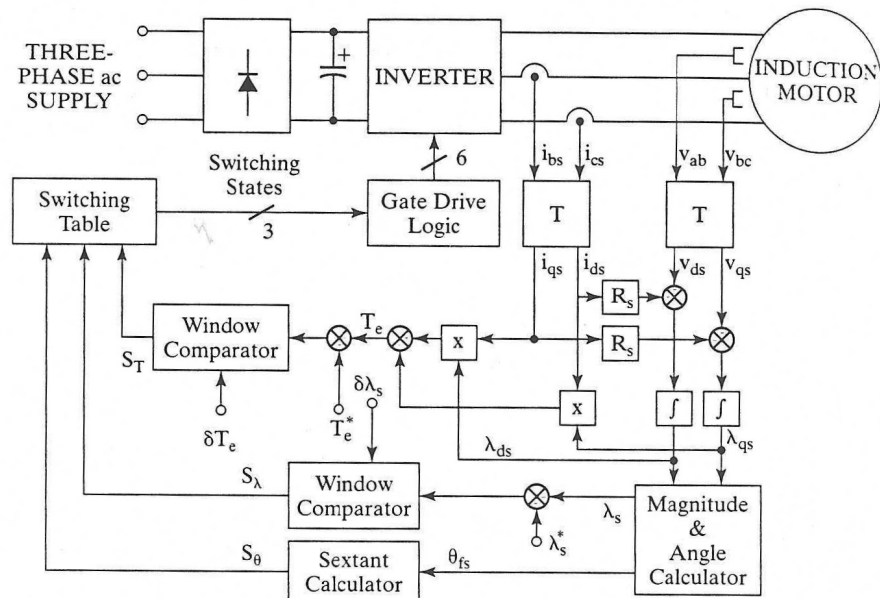 THREE-
PHASE ac
SUPPLY
+
INVERTER
INDUCTION
MOTOR
6
i_bs
i_cs
v_ab
v_bc
Switching
States
3
Switching
Table
Gate Drive
Logic
T
T
i_qs
i_ds
v_ds
v_qs
R_s
R_s
Window
Comparator
S_T
T_e
x
x
∫
∫
δT_e
T_e^*
δλ_s
λ_ds
λ_qs
S_λ
Window
Comparator
λ_s
λ_s^*
Magnitude
&
Angle
Calculator
S_θ
Sextant
Calculator
θ_fs